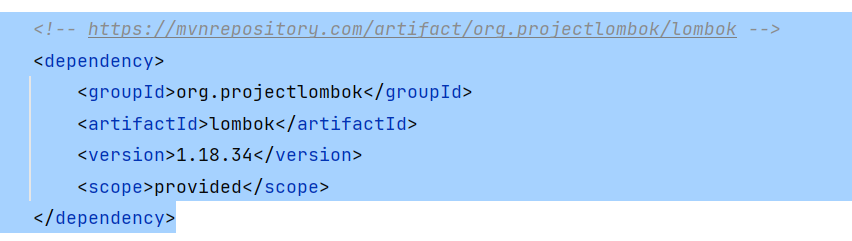 <!-- https://mvnrepository.com/artifact/org.projectlombok/lombok -->
<dependency>
    <groupId>org.projectlombok</groupId>
    <artifactId>lombok</artifactId>
    <version>1.18.34</version>
    <scope>provided</scope>
</dependency>